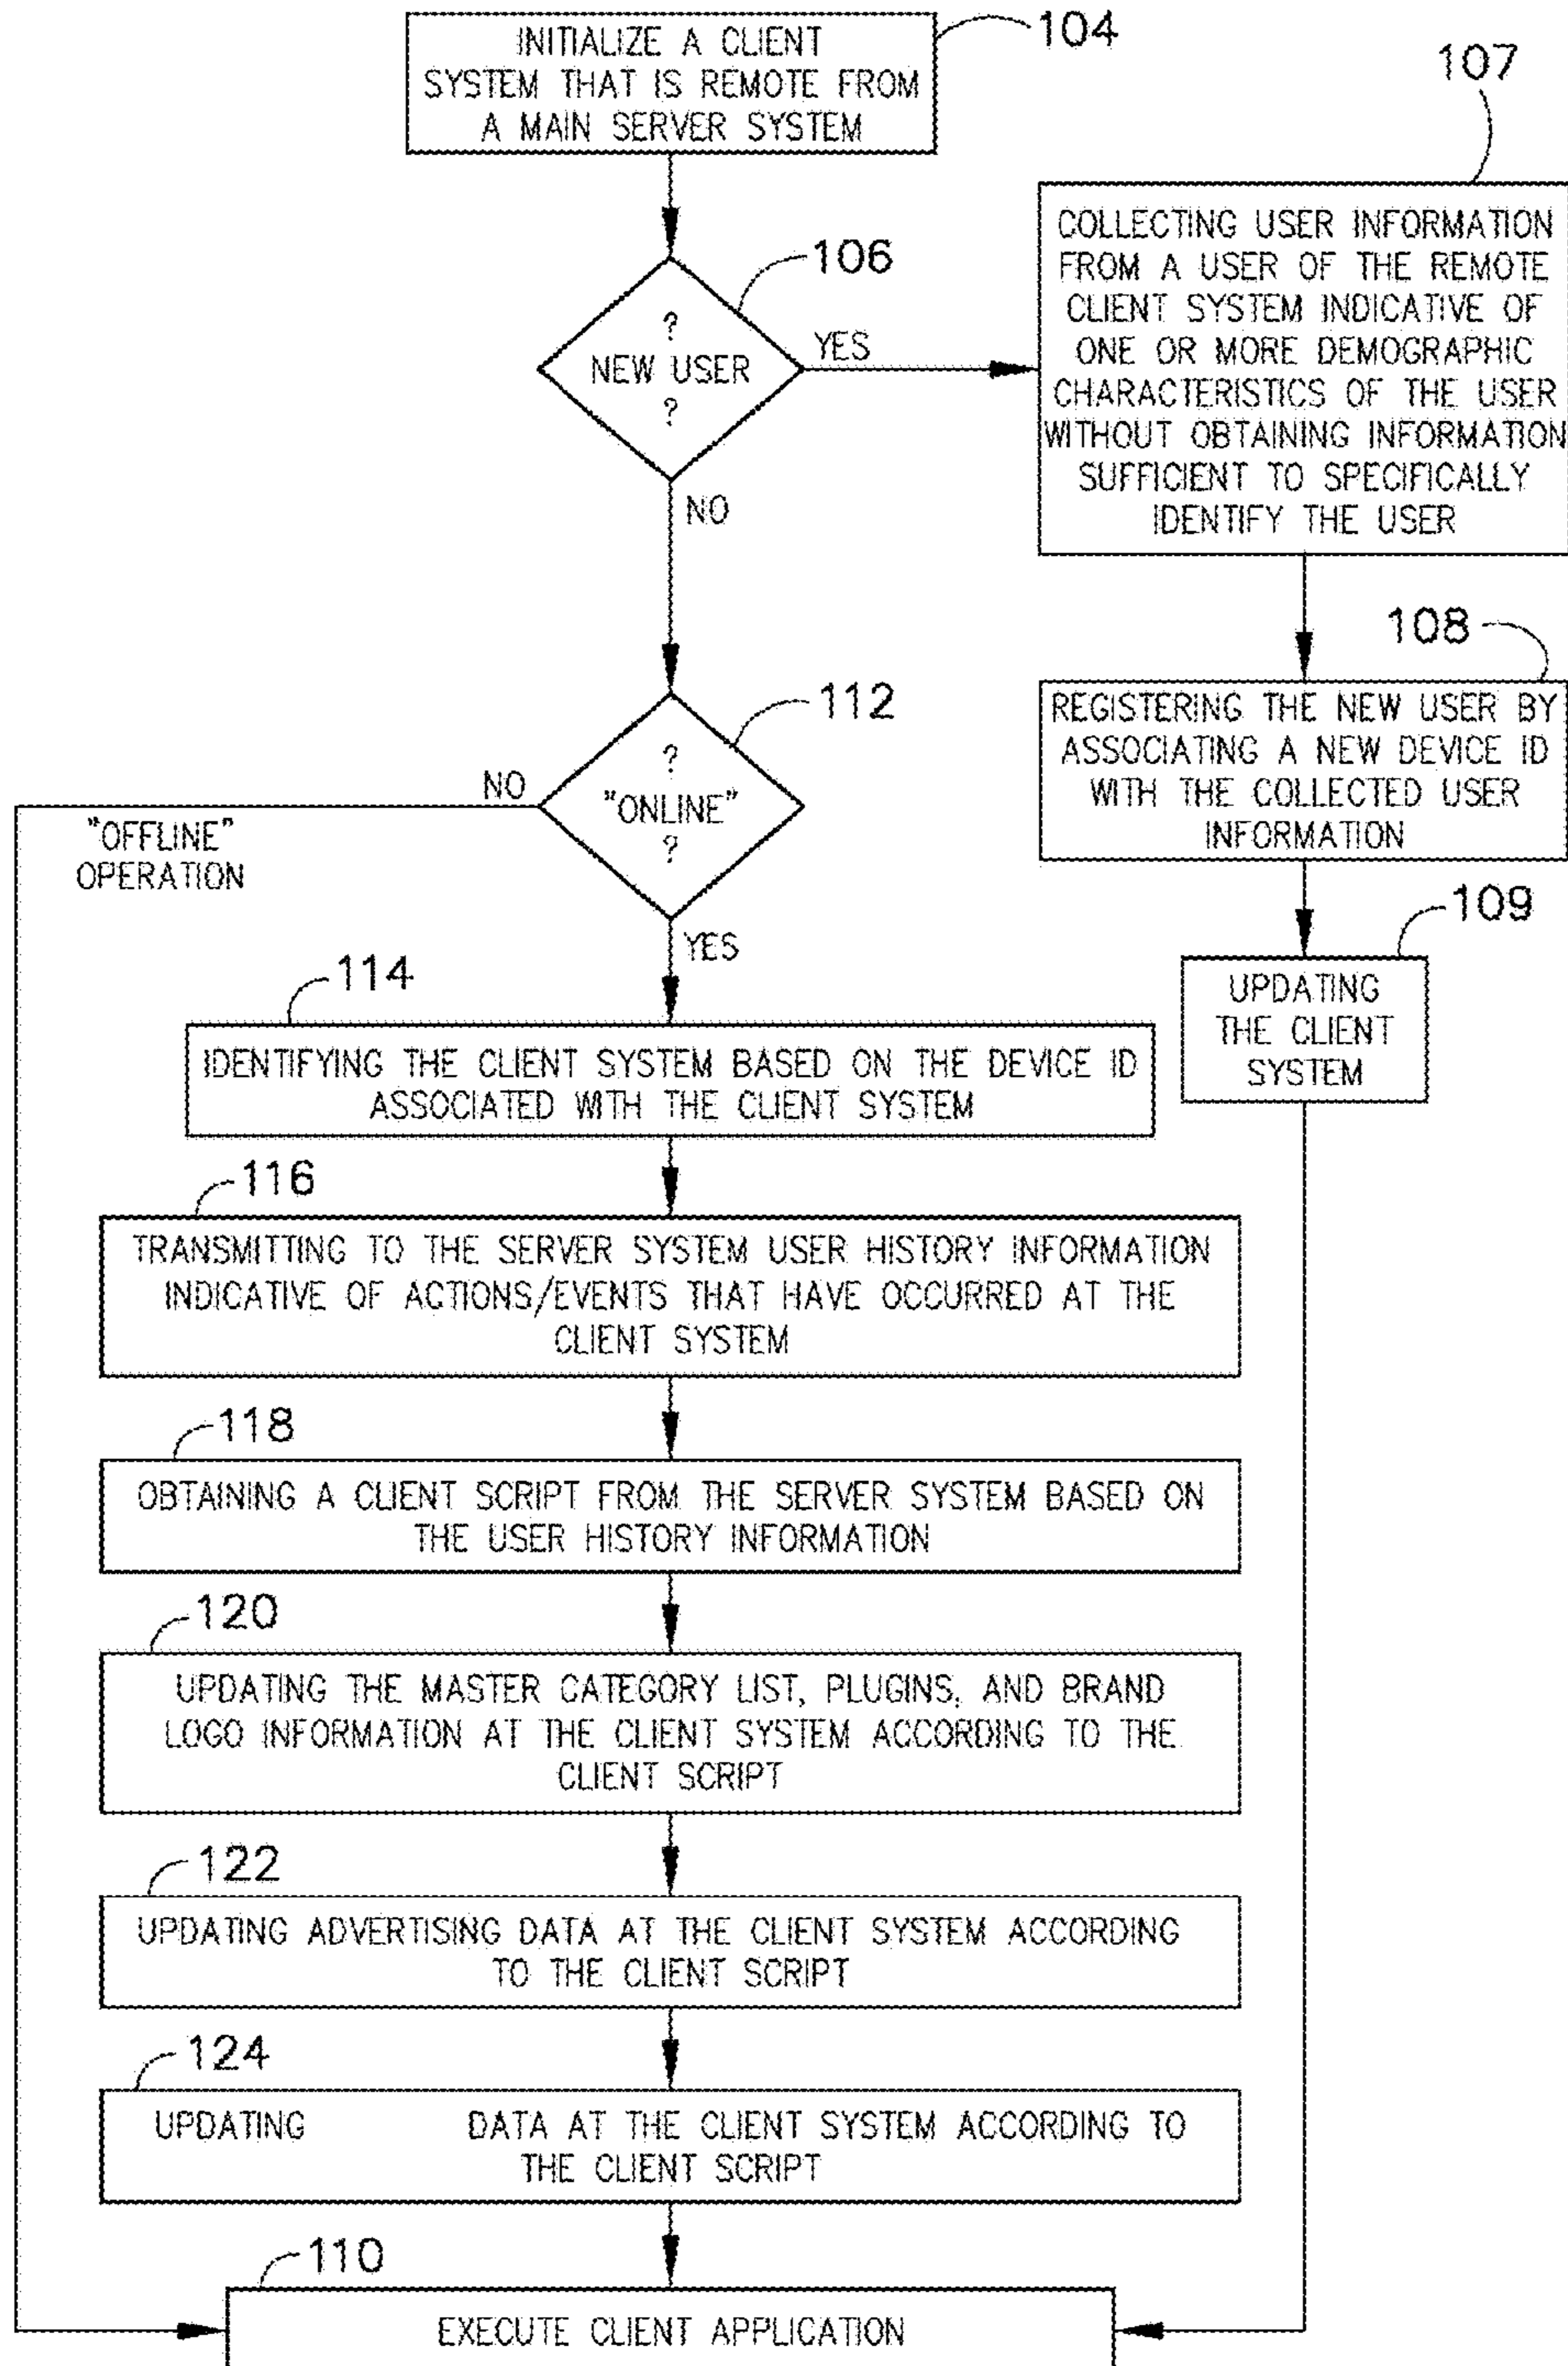 INITIALIZE A CLIENT
SYSTEM THAT IS REMOTE FROM
A MAIN SERVER SYSTEM
104
107
COLLECTING USER INFORMATION
FROM A USER OF THE REMOTE
CLIENT SYSTEM INDICATIVE OF
ONE OR MORE DEMOGRAPHIC
CHARACTERISTICS OF THE USER
WITHOUT OBTAINING INFORMATION
SUFFICIENT TO SPECIFICALLY
IDENTIFY THE USER
106
?
NEW USER
?
YES
NO
108
REGISTERING THE NEW USER BY
ASSOCIATING A NEW DEVICE ID
WITH THE COLLECTED USER
INFORMATION
112
?
"ONLINE"
?
NO
"OFFLINE"
OPERATION
YES
109
UPDATING
THE CLIENT
SYSTEM
114
IDENTIFYING THE CLIENT SYSTEM BASED ON THE DEVICE ID
ASSOCIATED WITH THE CLIENT SYSTEM
116
TRANSMITTING TO THE SERVER SYSTEM USER HISTORY INFORMATION
INDICATIVE OF ACTIONS/EVENTS THAT HAVE OCCURRED AT THE
CLIENT SYSTEM
118
OBTAINING A CLIENT SCRIPT FROM THE SERVER SYSTEM BASED ON
THE USER HISTORY INFORMATION
120
UPDATING THE MASTER CATEGORY LIST, PLUGINS, AND BRAND
LOGO INFORMATION AT THE CLIENT SYSTEM ACCORDING TO THE
CLIENT SCRIPT
122
UPDATING ADVERTISING DATA AT THE CLIENT SYSTEM ACCORDING
TO THE CLIENT SCRIPT
124
UPDATING DATA AT THE CLIENT SYSTEM ACCORDING TO
THE CLIENT SCRIPT
110
EXECUTE CLIENT APPLICATION